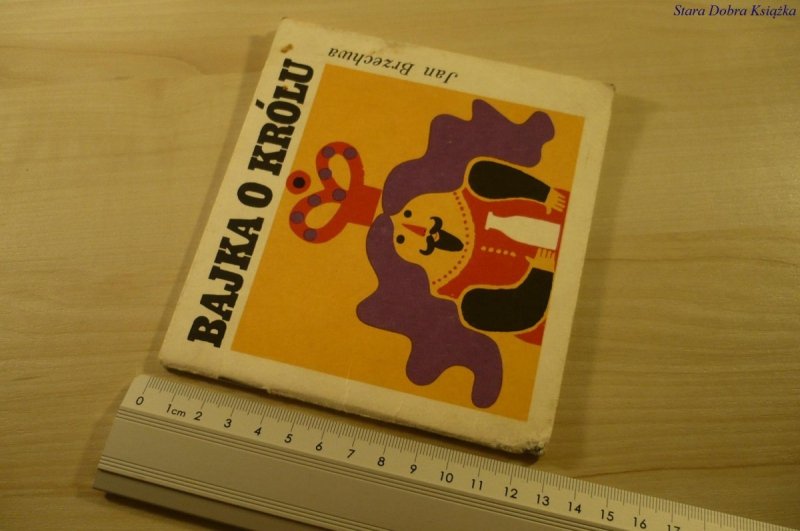 Stara Dobra Książka
Jan Brzechwa
BAJKA O KRÓLU
0 1cm 2 3 4 5 6 7 8 9 10 11 12 13 14 15 16 17